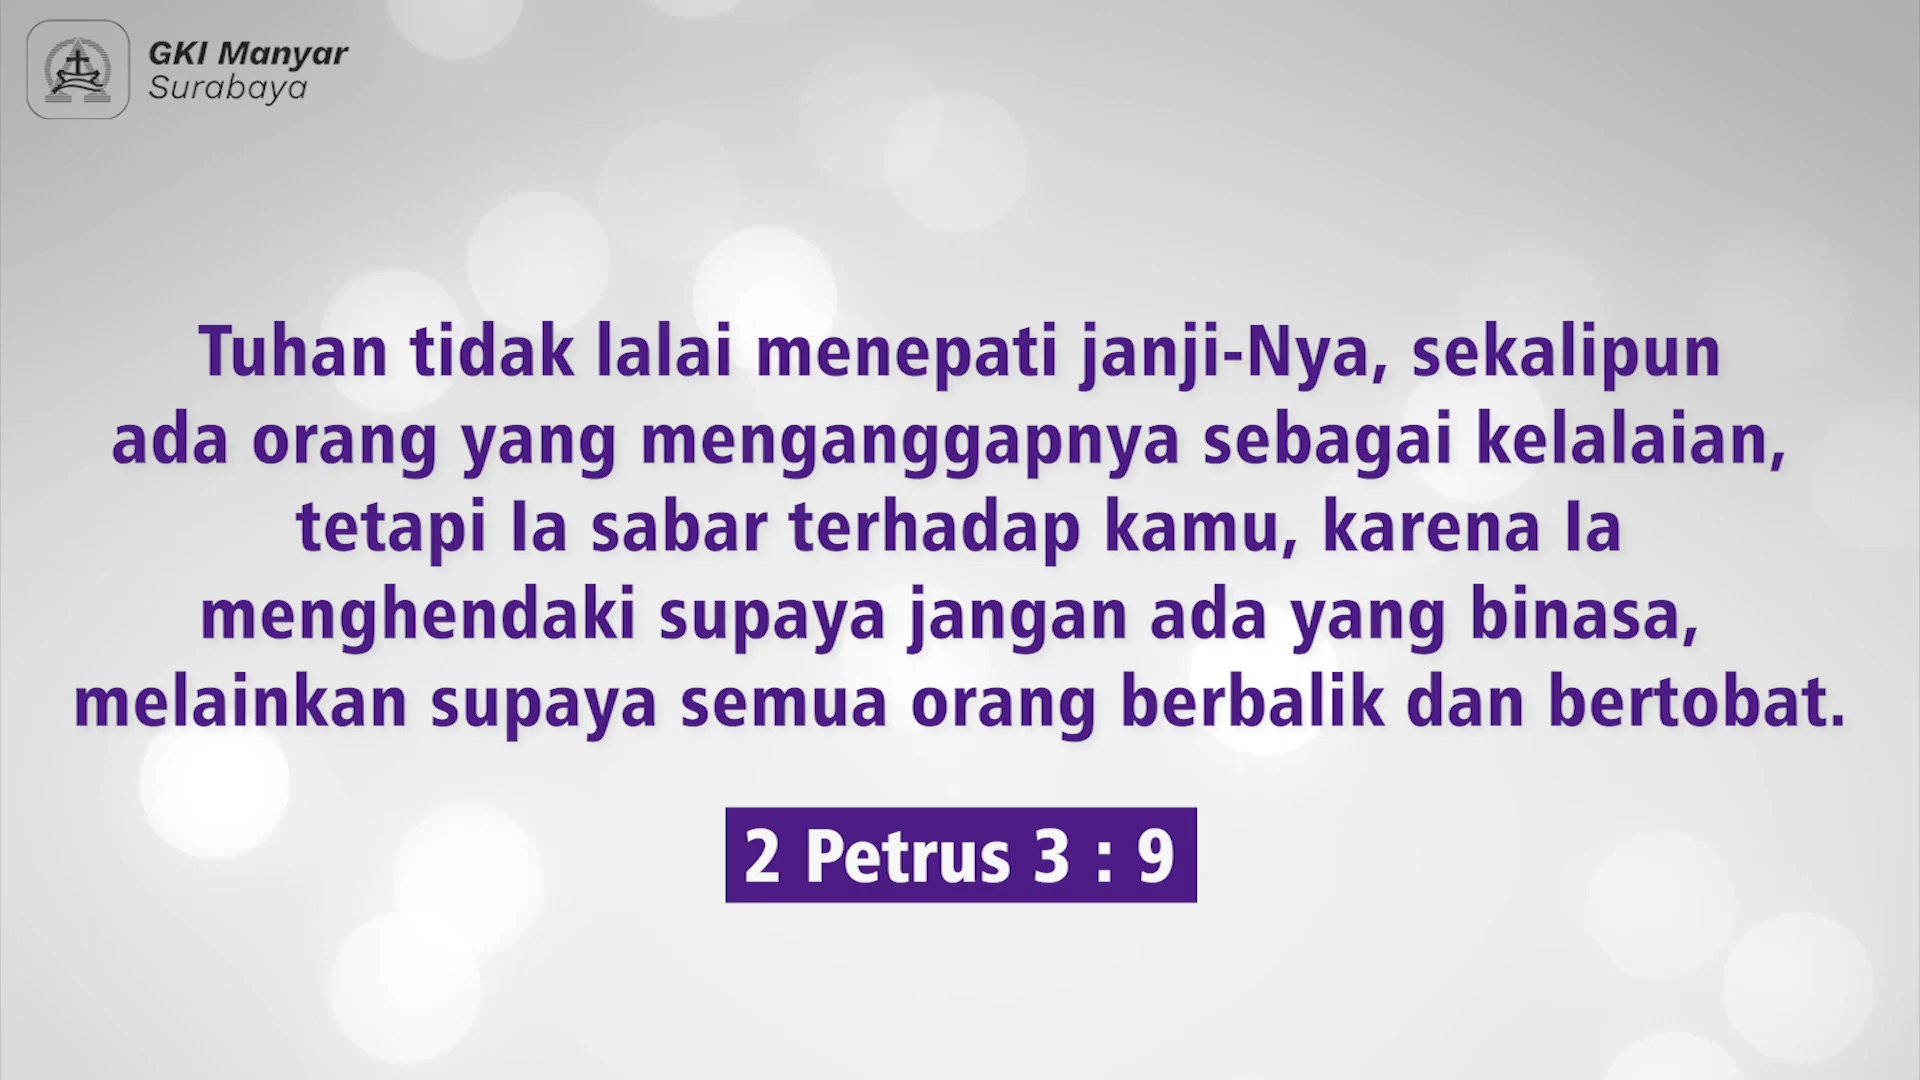 GKI Manyar
Surabaya
Tuhan tidak lalai menepati janji-Nya, sekalipun
ada orang yang menganggapnya sebagai kelalaian,
tetapi Ia sabar terhadap kamu, karena Ia
menghendaki supaya jangan ada yang binasa,
melainkan supaya semua orang berbalik dan bertobat.
2 Petrus 3 : 9